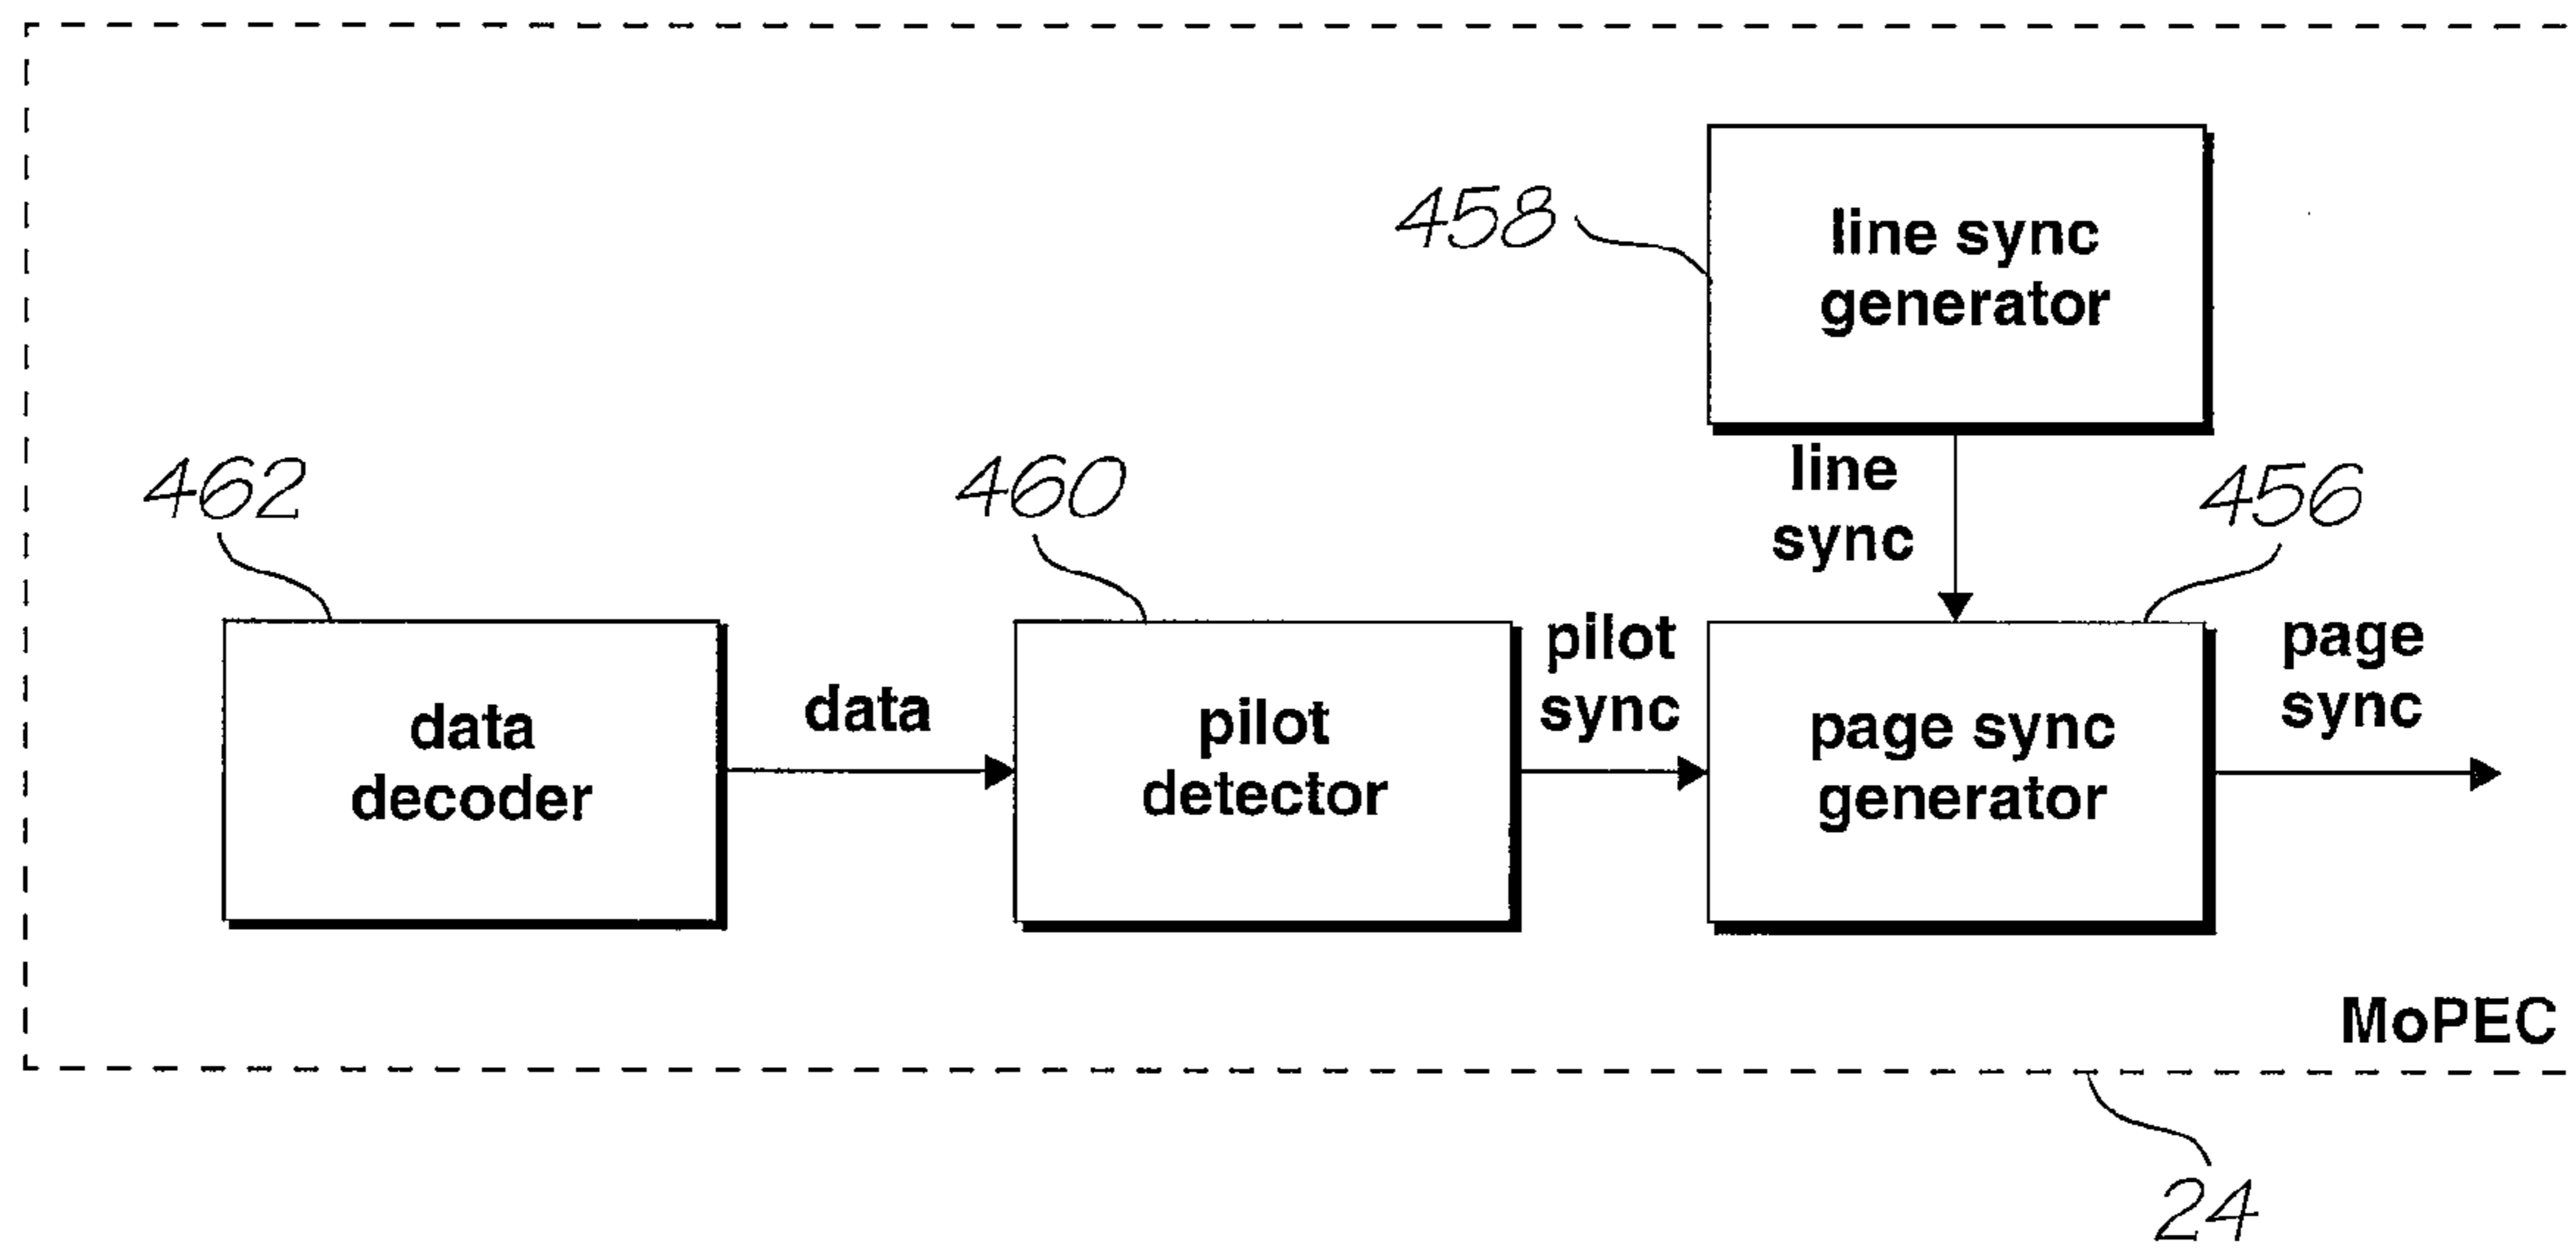 458
line sync
generator
line
sync
462
460
456
data
decoder
data
pilot
detector
pilot
sync
page sync
generator
page
sync
MoPEC
24